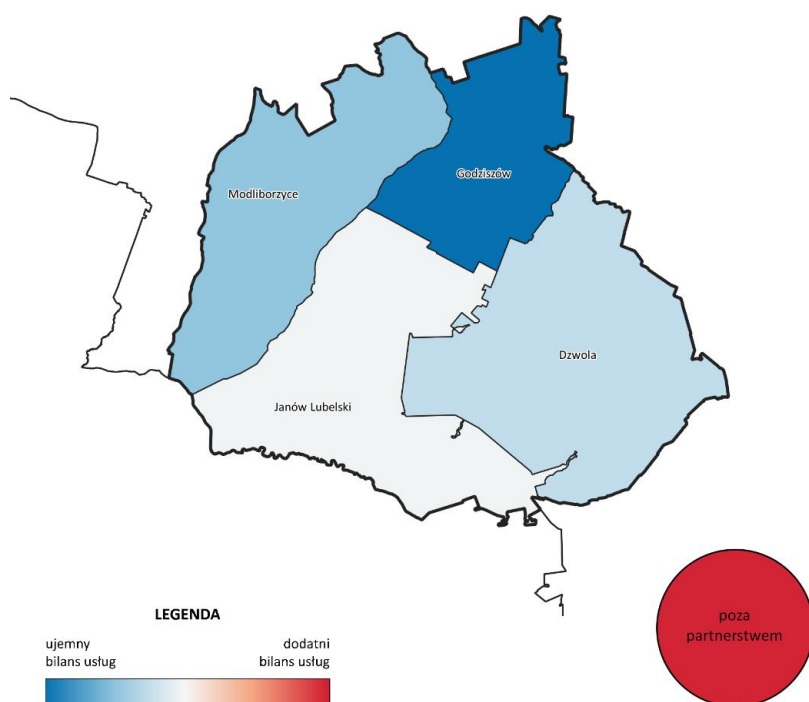 Godziszów
Modliborzyce
Dzwola
Janów Lubelski
LEGENDA
poza
partnerstwem
ujemny
bilans usług
dodatni
bilans usług